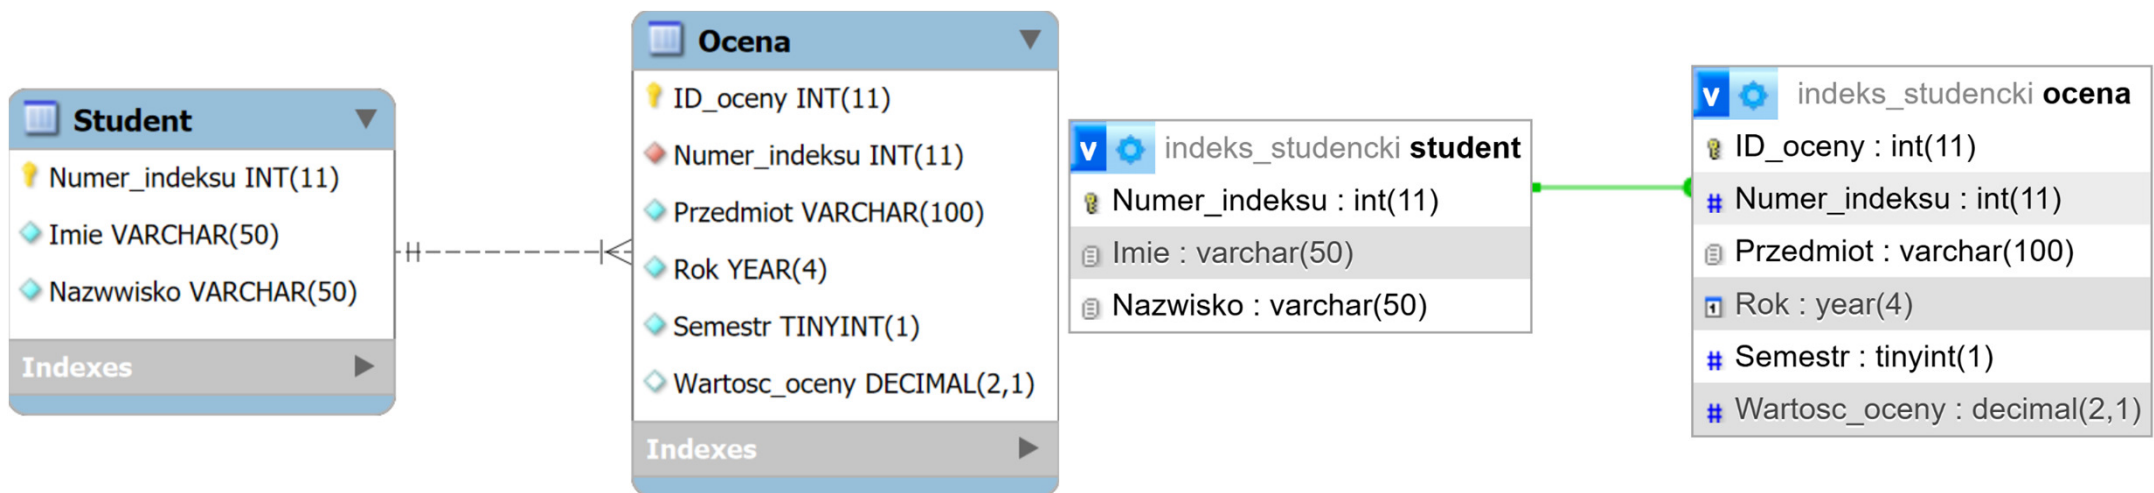 Student
Numer_indeksu INT(11)
Imie VARCHAR(50)
Nazwwisko VARCHAR(50)
Indexes
Ocena
ID_oceny INT(11)
Numer_indeksu INT(11)
Przedmiot VARCHAR(100)
Rok YEAR(4)
Semestr TINYINT(1)
Wartosc_oceny DECIMAL(2,1)
Indexes
v indeks_studencki student
Numer_indeksu : int(11)
Imie : varchar(50)
Nazwisko : varchar(50)
v indeks_studencki ocena
ID_oceny : int(11)
# Numer_indeksu : int(11)
Przedmiot : varchar(100)
Rok : year(4)
# Semestr : tinyint(1)
# Wartosc_oceny : decimal(2,1)